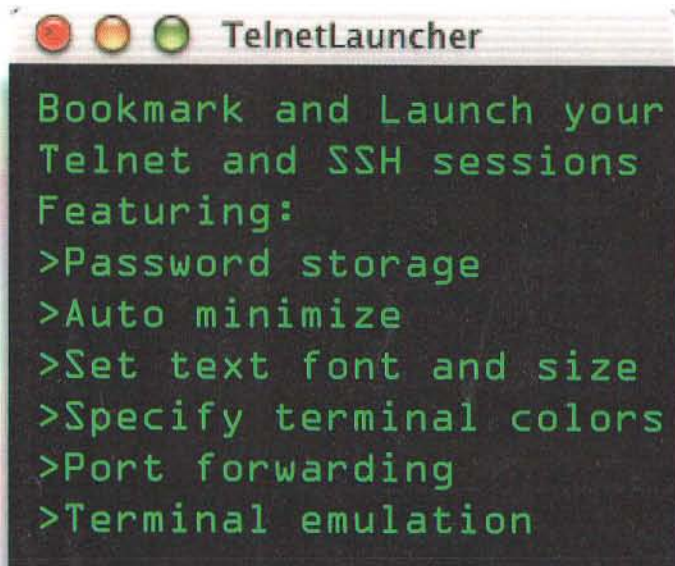 TelnetLauncher
Bookmark and Launch your
Telnet and SSH sessions
Featuring:
>Password storage
>Auto minimize
>Set text font and size
>Specify terminal colors
>Port forwarding
>Terminal emulation